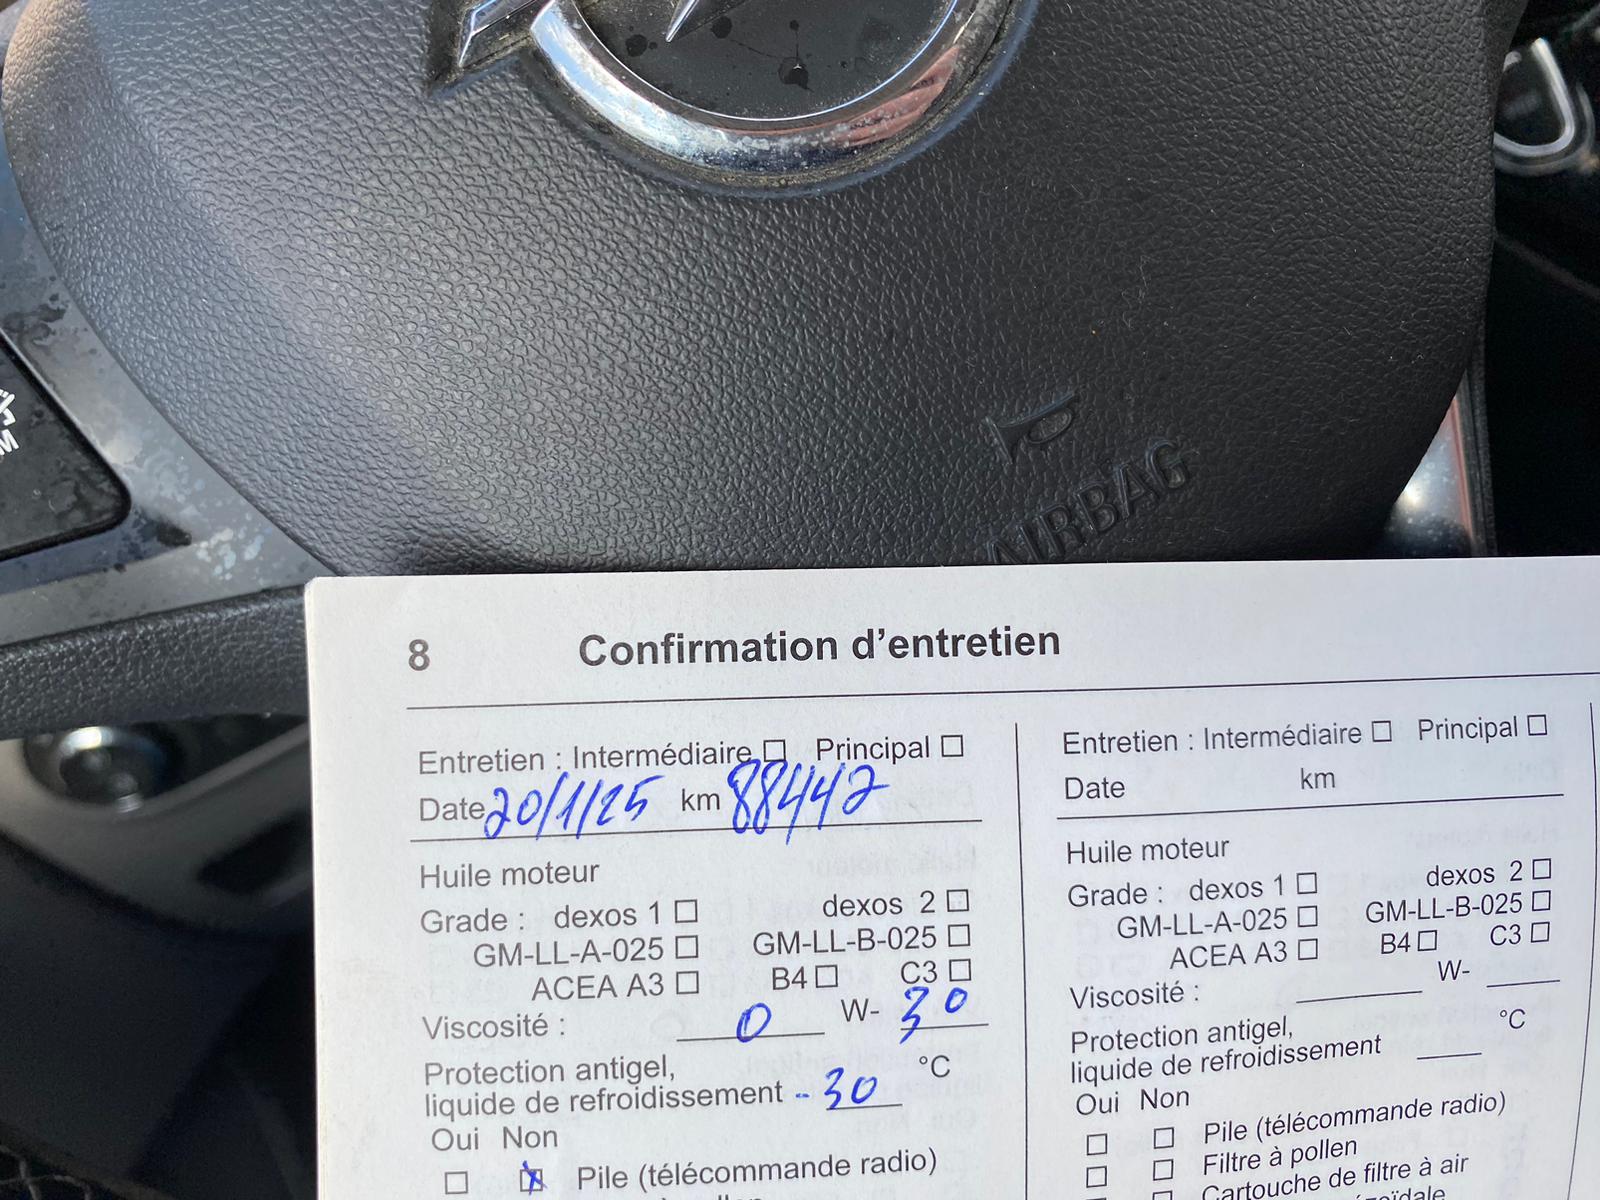 AIRBAG
8 Confirmation d'entretien
Entretien : Intermédiaire ☐ Principal ☐
Date 20/1/25 km 88442
Huile moteur
Grade : dexos 1 ☐ dexos 2 ☐
GM-LL-A-025 ☐ GM-LL-B-025 ☐
ACEA A3 ☐ B4 ☐ C3 ☐
Viscosité : 0 W- 30
Protection antigel, °C
liquide de refroidissement - 30
Oui Non
☐ ☒ Pile (télécommande radio)
Entretien : Intermédiaire ☐ Principal ☐
Date km
Huile moteur
Grade : dexos 1 ☐ dexos 2 ☐
GM-LL-A-025 ☐ GM-LL-B-025 ☐
ACEA A3 ☐ B4 ☐ C3 ☐
Viscosité : ____ W- ____
Protection antigel, °C
liquide de refroidissement ____
Oui Non
☐ ☐ Pile (télécommande radio)
☐ ☐ Filtre à pollen
☐ ☐ Cartouche de filtre à air